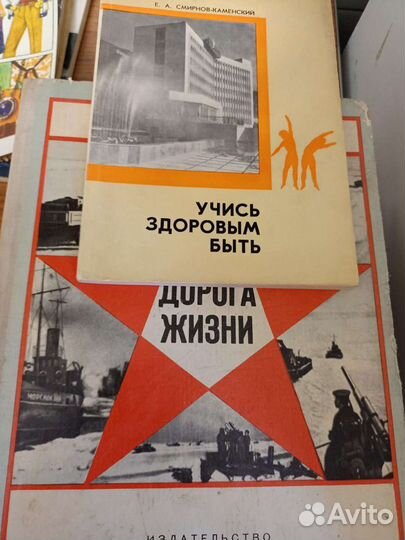 Е. А. СМИРНОВ-КАМЕНСКИЙ
УЧИСЬ
ЗДОРОВЫМ
БЫТЬ
ДОРОГА
ЖИЗНИ
ИЗДАТЕЛЬСТВО
Avito